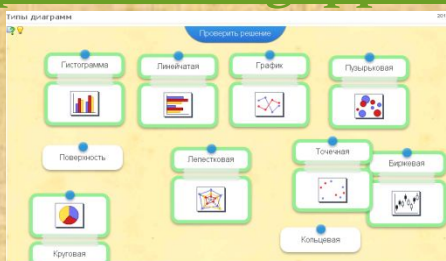 Типы диаграмм
Проверить решение
Гистограмма
Линейчатая
График
Пузырьковая
Поверхность
Лепестковая
Точечная
Биржевая
Круговая
Кольцевая